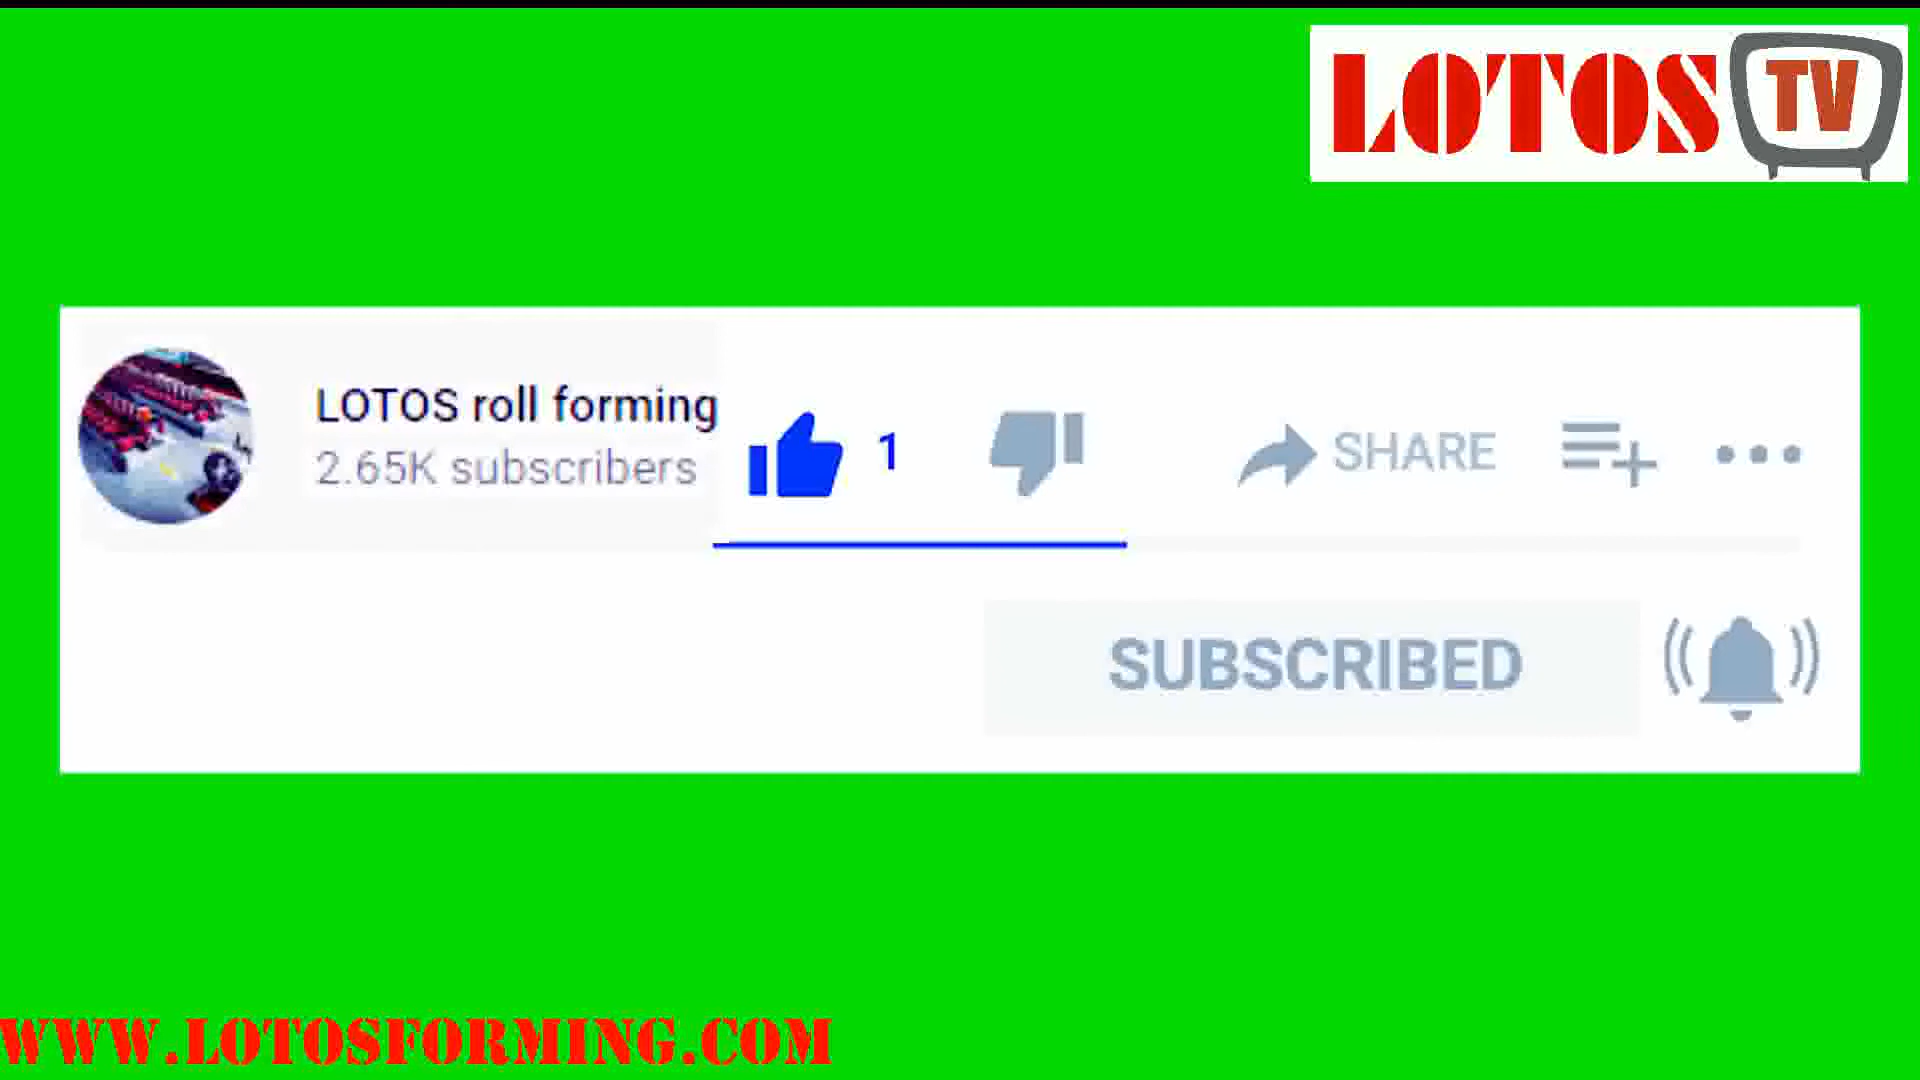 LOTOS TV
LOTOS roll forming
2.65K subscribers
1
SHARE
SUBSCRIBED
WWW.LOTOSFORMING.COM